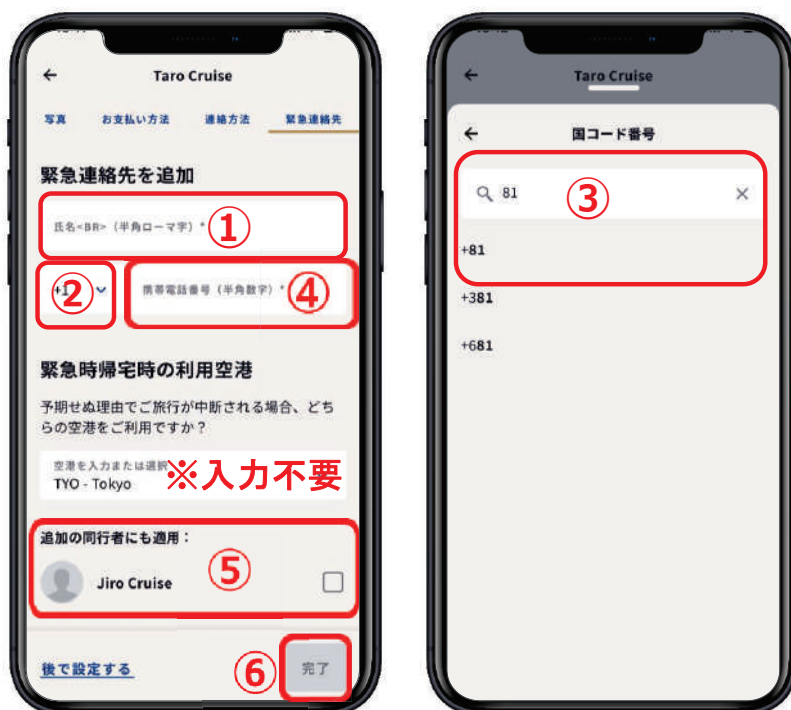 Taro Cruise
写真 お支払い方法 連絡方法 緊急連絡先
緊急連絡先を追加
氏名<BR>（半角ローマ字）* ①
② +1 携帯電話番号（半角数字）* ④
緊急時帰宅時の利用空港
予期せぬ理由でご旅行が中断される場合、どち
らの空港をご利用ですか？
空港を入力または選択
TYO - Tokyo ※入力不要
追加の同行者にも適用：
Jiro Cruise ⑤
後で設定する ⑥ 完了
Taro Cruise
国コード番号
81 ③
+81
+381
+681